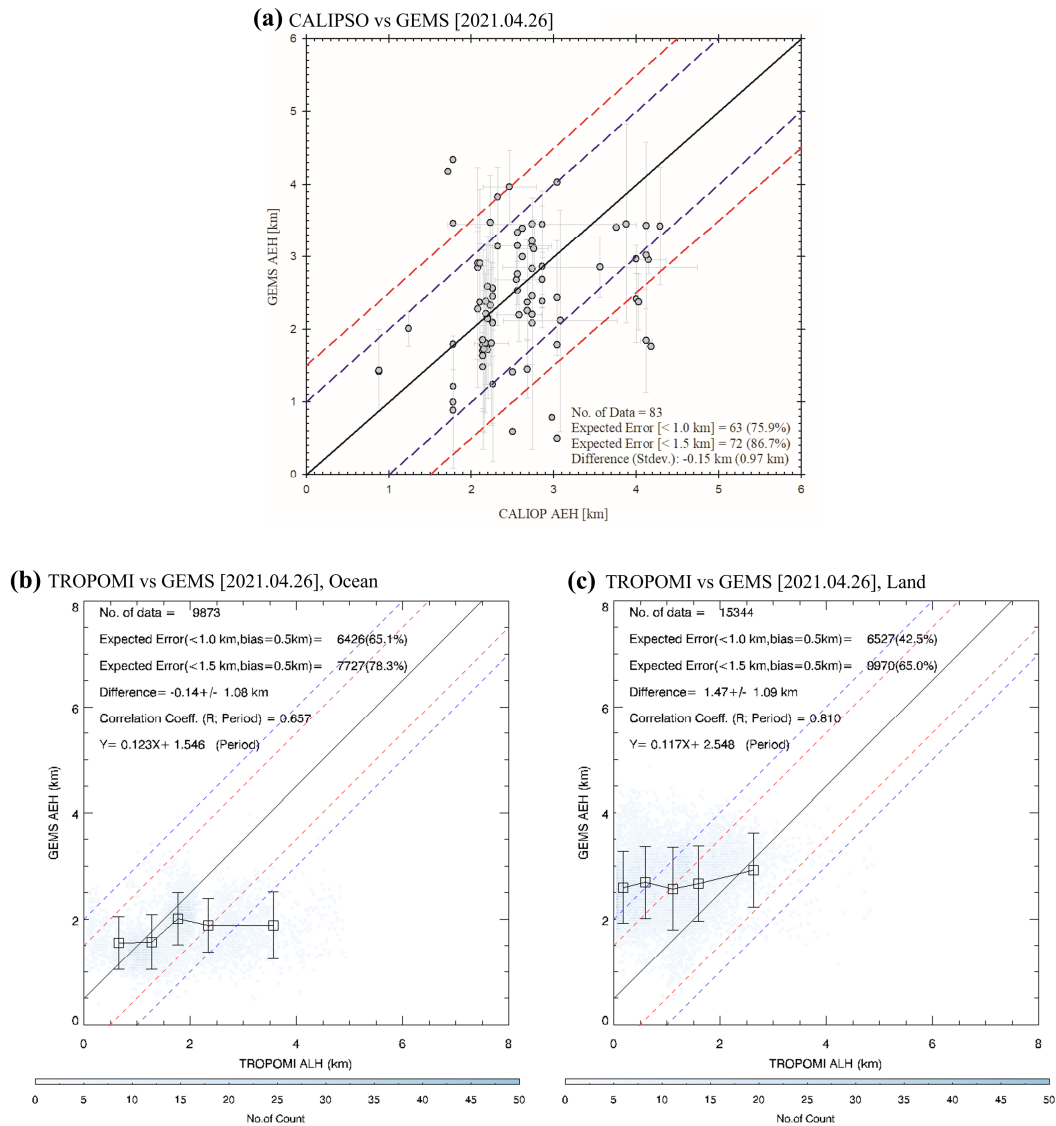 (a) CALIPSO vs GEMS [2021.04.26]
6
5
4
3
2
1
0
GEMS AEH [km]
No. of Data = 83
Expected Error [< 1.0 km] = 63 (75.9%)
Expected Error [< 1.5 km] = 72 (86.7%)
Difference (Stdev.): -0.15 km (0.97 km)
0 1 2 3 4 5 6
CALIOP AEH [km]
(b) TROPOMI vs GEMS [2021.04.26], Ocean
8
6
4
2
0
GEMS AEH (km)
No. of data = 9873
Expected Error(<1.0 km,bias=0.5km)= 6426(65.1%)
Expected Error(<1.5 km,bias=0.5km)= 7727(78.3%)
Difference= -0.14+/- 1.08 km
Correlation Coeff. (R; Period) = 0.657
Y= 0.123X+ 1.546 (Period)
0 2 4 6 8
TROPOMI ALH (km)
0 5 10 15 20 25 30 35 40 45 50
No.of Count
(c) TROPOMI vs GEMS [2021.04.26], Land
8
6
4
2
0
GEMS AEH (km)
No. of data = 15344
Expected Error(<1.0 km,bias=0.5km)= 6527(42.5%)
Expected Error(<1.5 km,bias=0.5km)= 9970(65.0%)
Difference= 1.47+/- 1.09 km
Correlation Coeff. (R; Period) = 0.810
Y= 0.117X+ 2.548 (Period)
0 2 4 6 8
TROPOMI ALH (km)
0 5 10 15 20 25 30 35 40 45 50
No.of Count